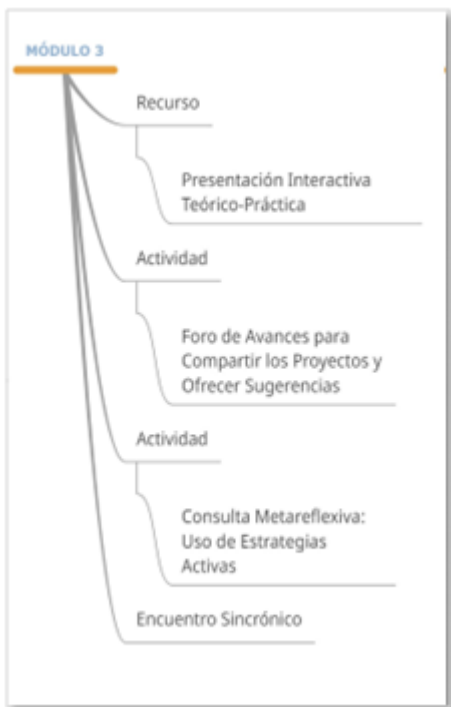 MÓDULO 3
Recurso
Presentación Interactiva
Teórico-Práctica
Actividad
Foro de Avances para
Compartir los Proyectos y
Ofrecer Sugerencias
Actividad
Consulta Metareflexiva:
Uso de Estrategias
Activas
Encuentro Sincrónico